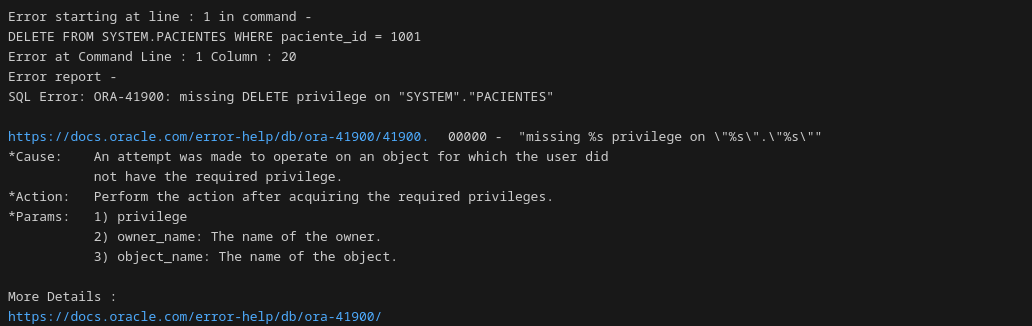 Error starting at line : 1 in command -
DELETE FROM SYSTEM.PACIENTES WHERE paciente_id = 1001
Error at Command Line : 1 Column : 20
Error report -
SQL Error: ORA-41900: missing DELETE privilege on "SYSTEM"."PACIENTES"

https://docs.oracle.com/error-help/db/ora-41900/41900.  00000 -  "missing %s privilege on \"%s\".\"%s\""
*Cause:    An attempt was made to operate on an object for which the user did
           not have the required privilege.
*Action:   Perform the action after acquiring the required privileges.
*Params:   1) privilege
           2) owner_name: The name of the owner.
           3) object_name: The name of the object.

More Details :
https://docs.oracle.com/error-help/db/ora-41900/